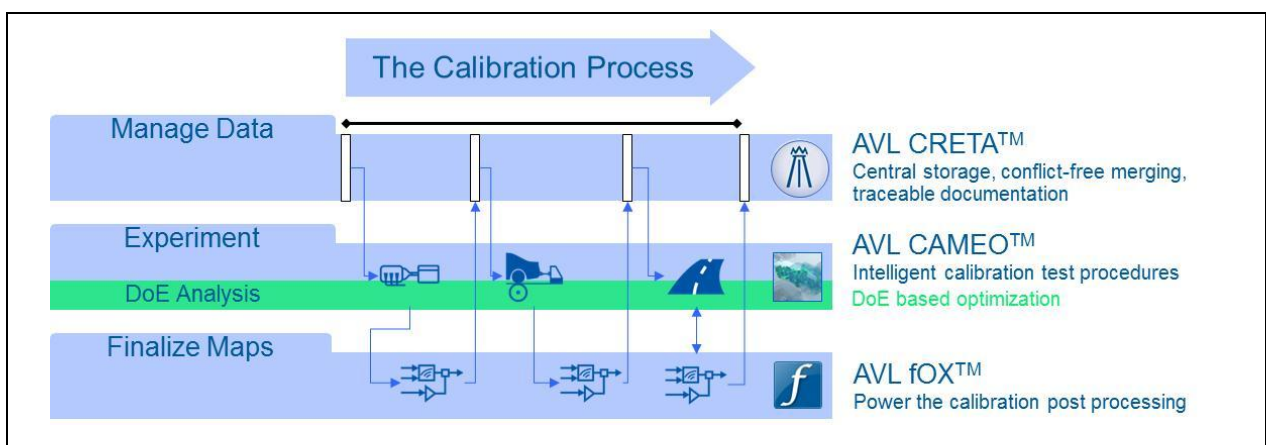 The Calibration Process
Manage Data
AVL CRETA™
Central storage, conflict-free merging,
traceable documentation
Experiment
AVL CAMEO™
Intelligent calibration test procedures
DoE Analysis
DoE based optimization
Finalize Maps
f
AVL fOX™
Power the calibration post processing